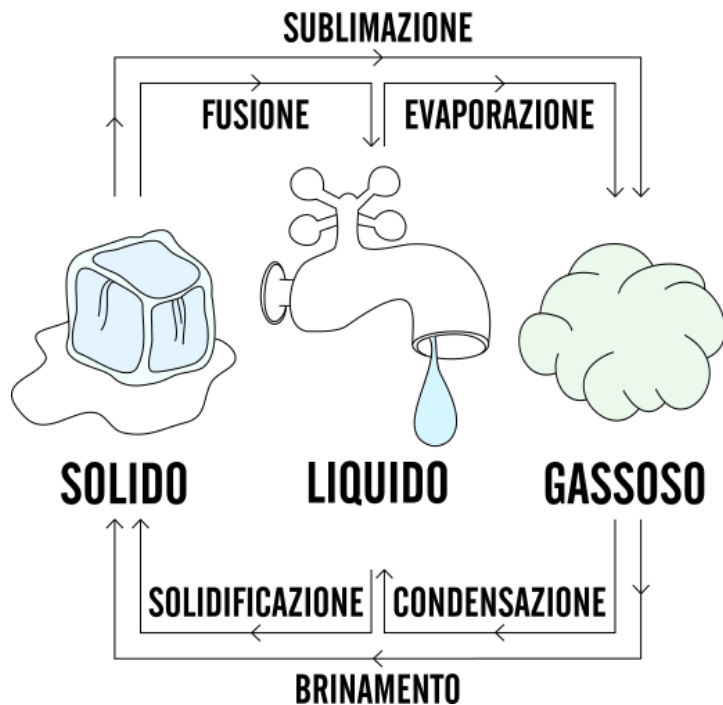 SUBLIMAZIONE
FUSIONE
EVAPORAZIONE
SOLIDO
LIQUIDO
GASSOSO
SOLIDIFICAZIONE
CONDENSAZIONE
BRINAMENTO